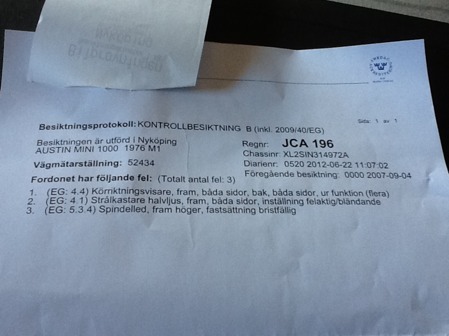 Bilprovningen
Besiktningsprotokoll: KONTROLLBESIKTNING B (inkl. 2009/40/EG)
Sida: 1 av 1
Besiktningen är utförd i Nyköping
Regnr: JCA 196
AUSTIN MINI 1000 1976 M1
Chassinr: XL2SIN314972A
Vägmätarställning: 52434
Diarienr: 0520 2012-06-22 11:07:02
Föregående besiktning: 0000 2007-09-04
Fordonet har följande fel: (Totalt antal fel: 3)
1. (EG: 4.4) Körriktningsvisare, fram, båda sidor, bak, båda sidor, ur funktion (flera)
2. (EG: 4.1) Strålkastare halvljus, fram, båda sidor, inställning felaktig/bländande
3. (EG: 5.3.4) Spindelled, fram höger, fastsättning bristfällig